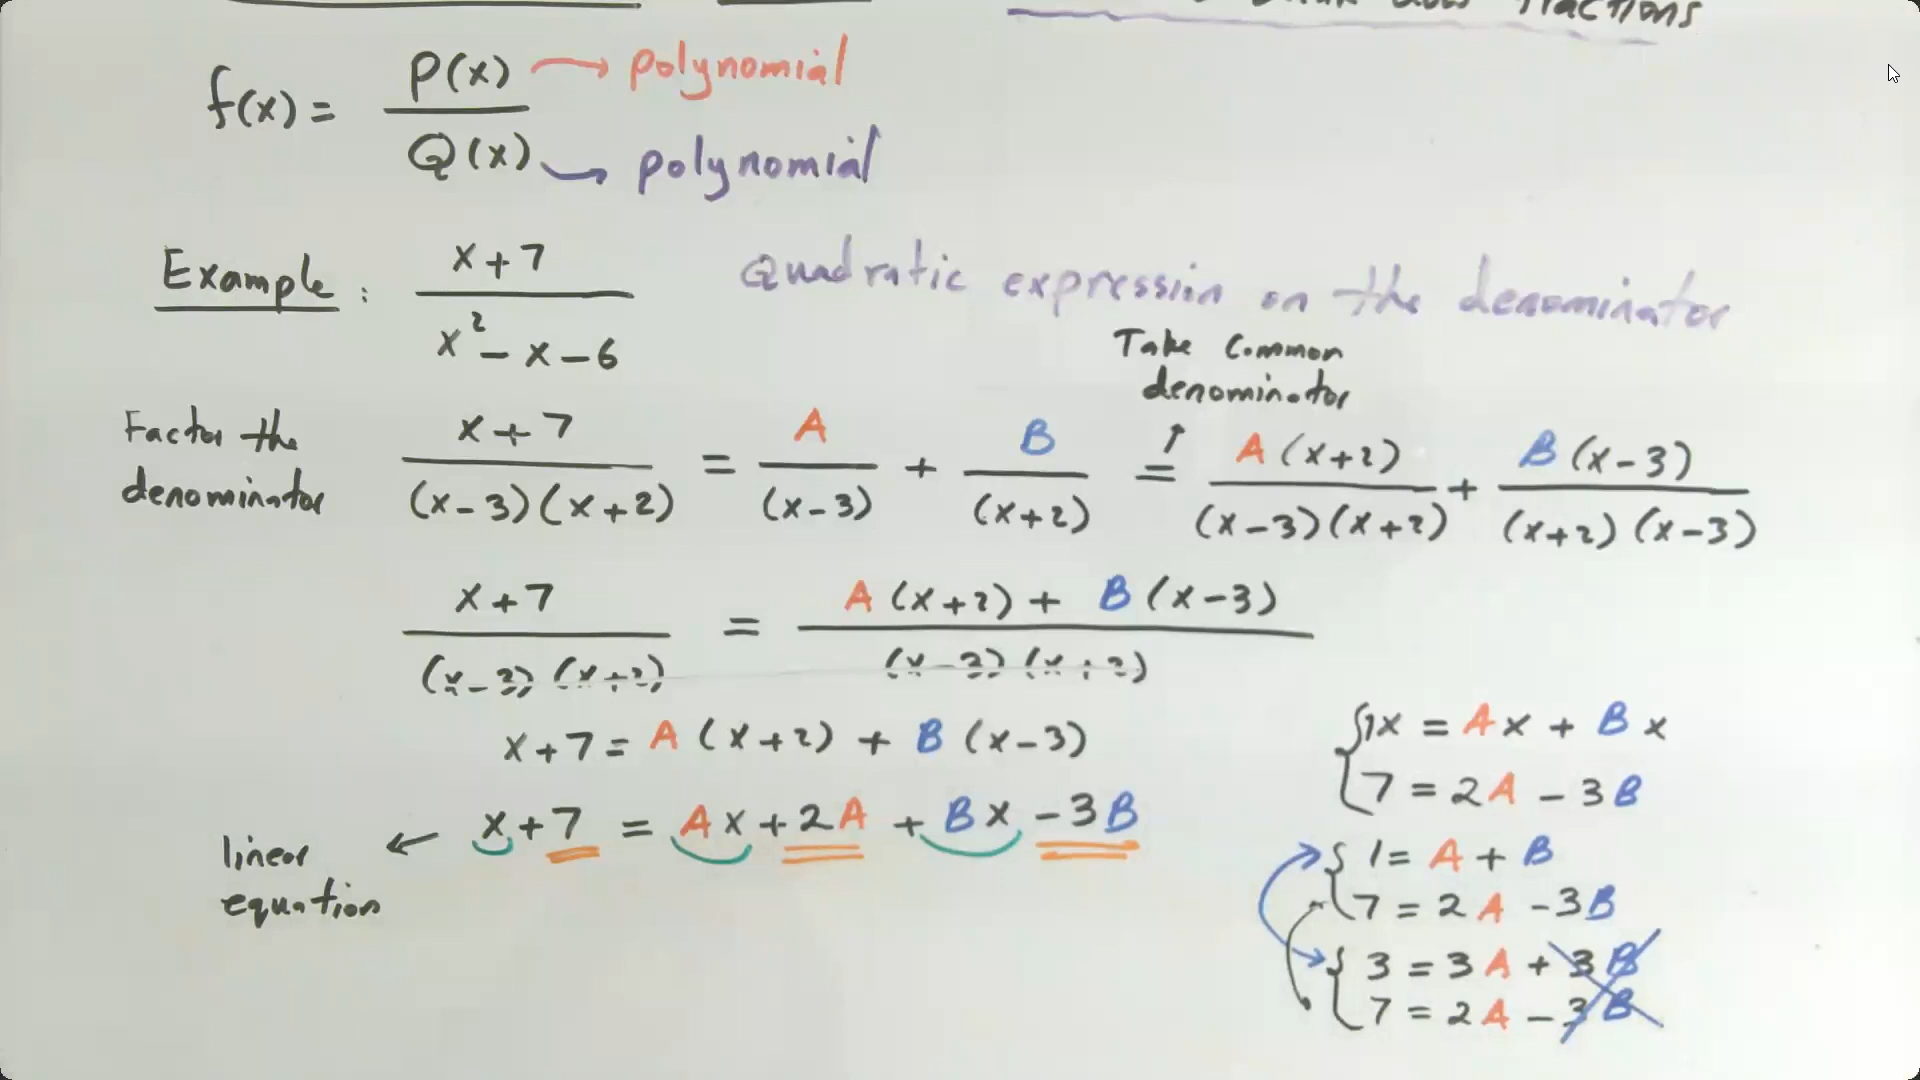 fractions
f(x) = P(x) / Q(x) → polynomial → polynomial
Example : (x + 7) / (x² - x - 6) Quadratic expression on the denominator
Take Common
denominator
Factor the denominator (x + 7) / ((x-3)(x+2)) = A / (x-3) + B / (x+2) = A(x+2) / ((x-3)(x+2)) + B(x-3) / ((x+2)(x-3))
(x + 7) / ((x-3)(x+2)) = (A(x+2) + B(x-3)) / ((x-3)(x+2))
x + 7 = A(x+2) + B(x-3)
linear equation ← x + 7 = Ax + 2A + Bx - 3B
1x = Ax + Bx
7 = 2A - 3B
1 = A + B
7 = 2A - 3B
3 = 3A + 3B
7 = 2A - 3B